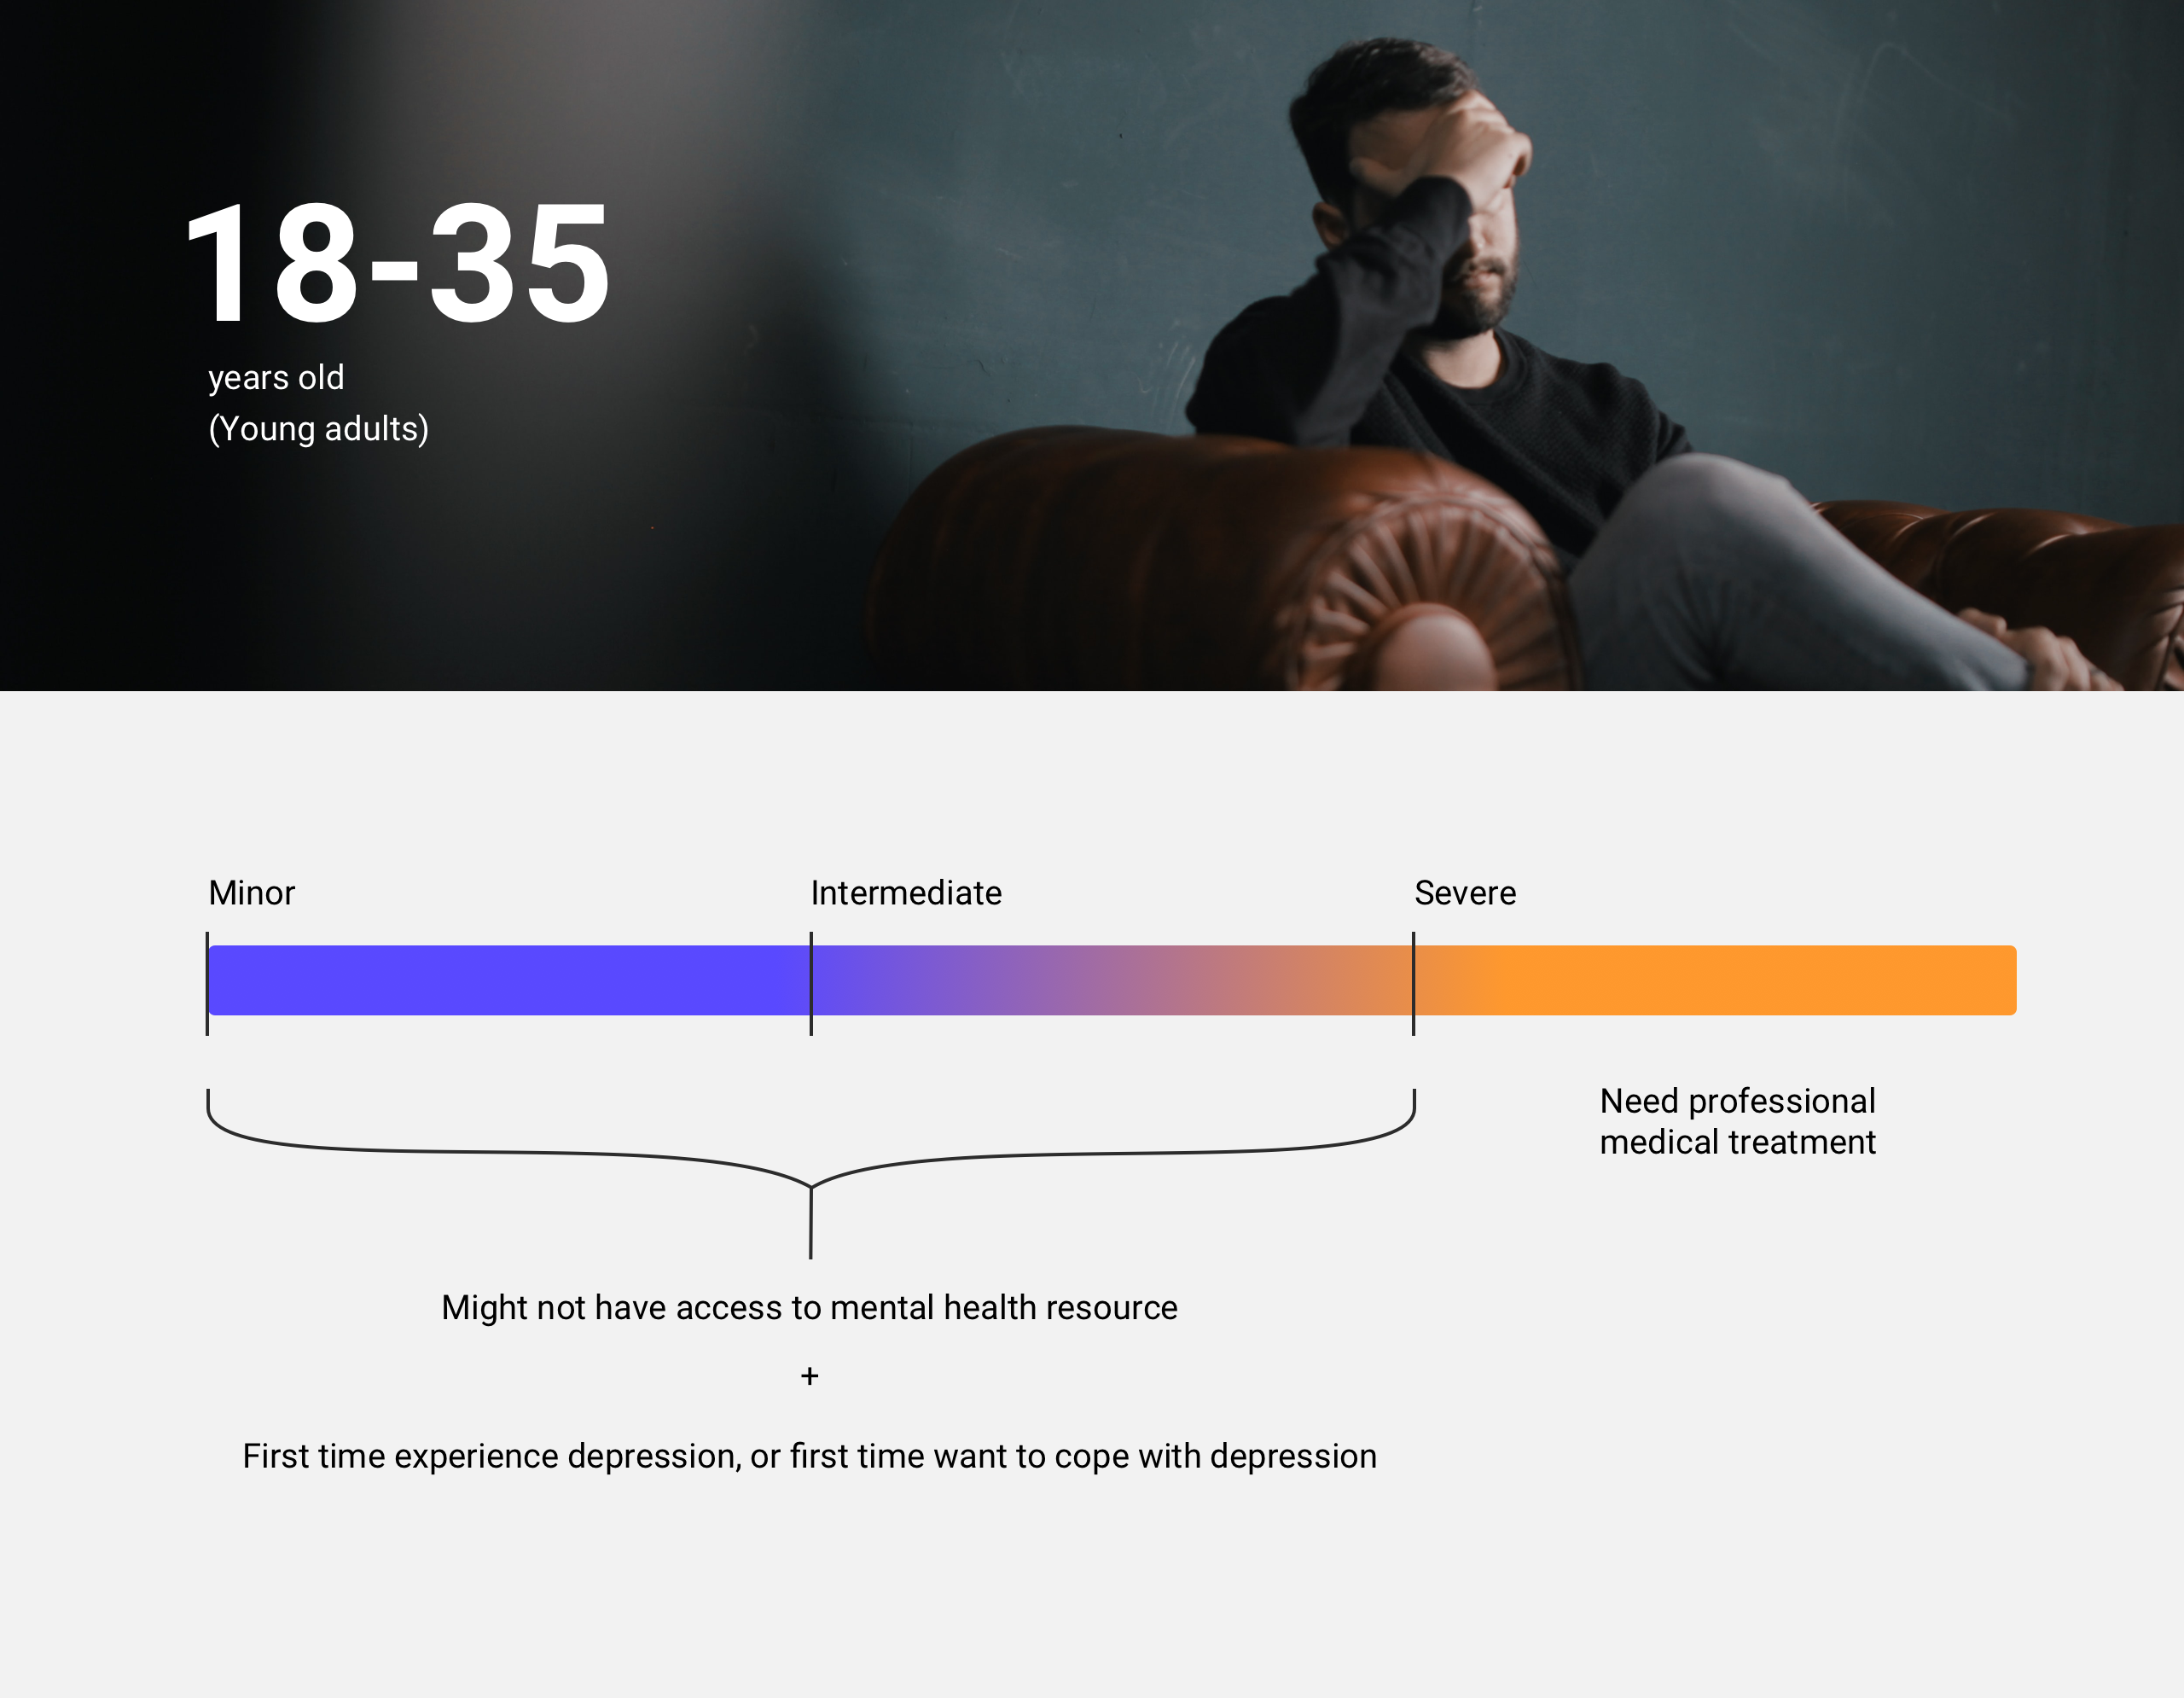 18-35
years old
(Young adults)
Minor
Intermediate
Severe
Need professional
medical treatment
Might not have access to mental health resource
+
First time experience depression, or first time want to cope with depression